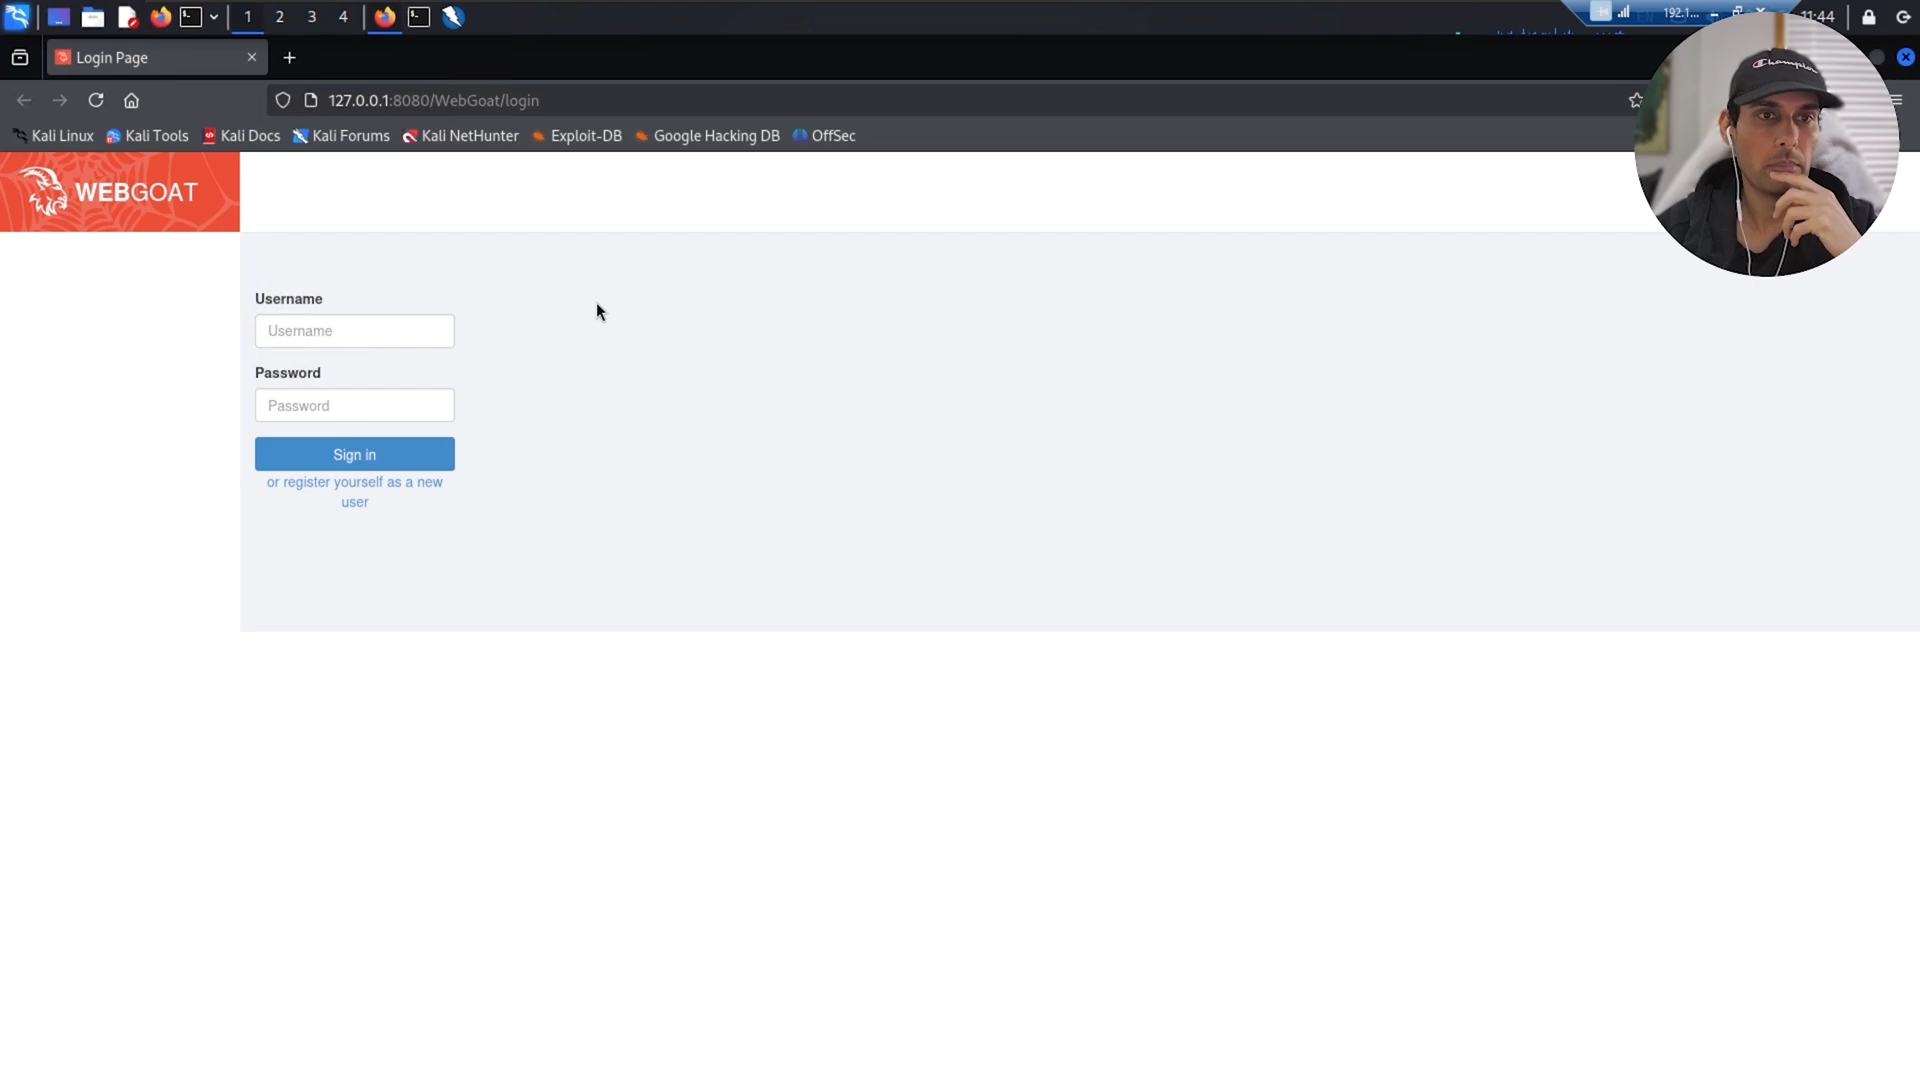 1 2 3 4
192.1...
11:44
Login Page
127.0.0.1:8080/WebGoat/login
Kali Linux Kali Tools Kali Docs Kali Forums Kali NetHunter Exploit-DB Google Hacking DB OffSec
Champion
WEBGOAT
Username
Username
Password
Password
Sign in
or register yourself as a new
user